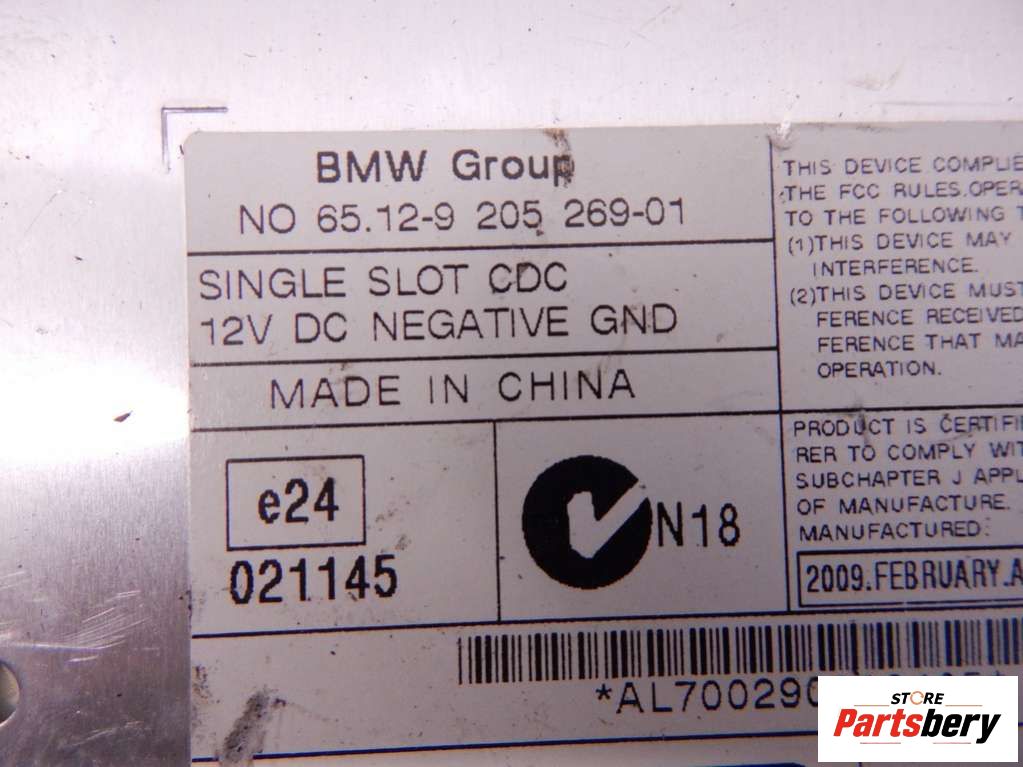 BMW Group
NO 65.12-9 205 269-01
SINGLE SLOT CDC
12V DC NEGATIVE GND
MADE IN CHINA
e24
021145
N18
THIS DEVICE COMPLIE
THE FCC RULES.OPERA
TO THE FOLLOWING T
(1)THIS DEVICE MAY
INTERFERENCE.
(2)THIS DEVICE MUST
FERENCE RECEIVED
FERENCE THAT MA
OPERATION.
PRODUCT IS CERTIFI
RER TO COMPLY WIT
SUBCHAPTER J APPL
OF MANUFACTURE.
MANUFACTURED:
2009.FEBRUARY.A
*AL70029
STORE
Partsbery